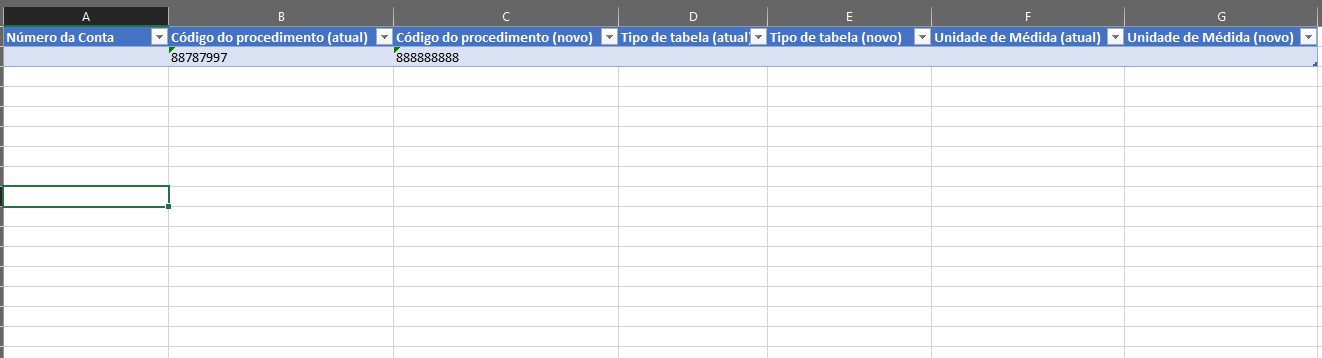 A B C D E F G
Número da Conta Código do procedimento (atual) Código do procedimento (novo) Tipo de tabela (atual) Tipo de tabela (novo) Unidade de Médida (atual) Unidade de Médida (novo)
88787997 888888888